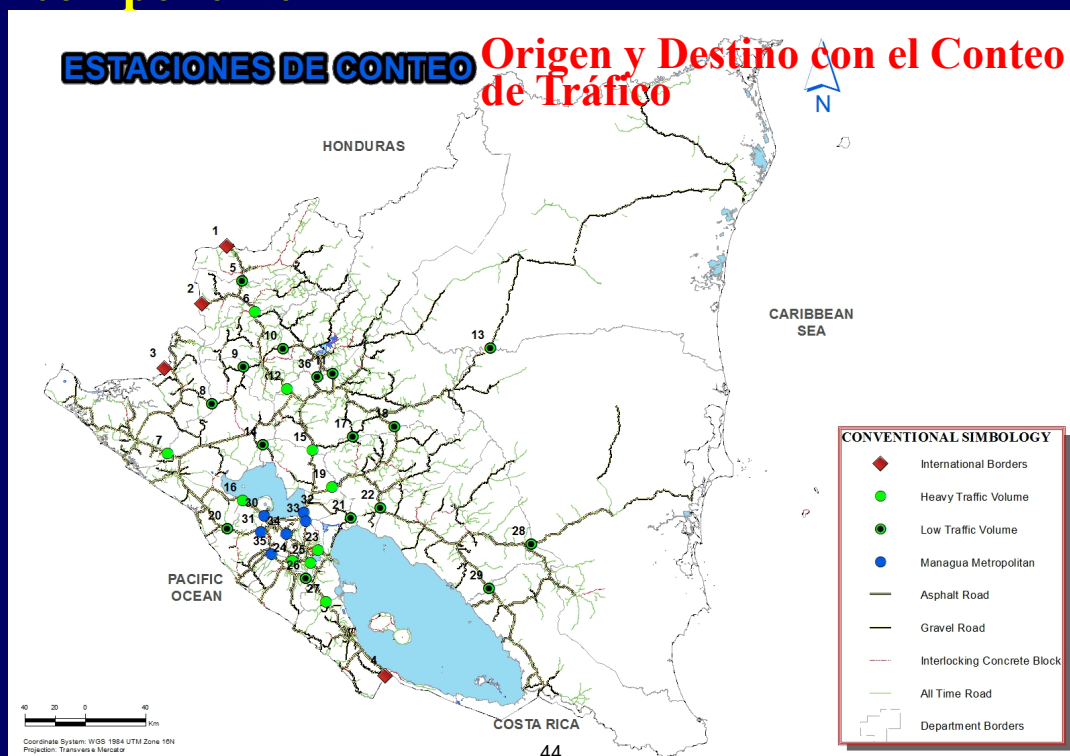 ESTACIONES DE CONTEO
Origen y Destino con el Conteo
de Tráfico
N
HONDURAS
1
5
2
6
CARIBBEAN
SEA
13
10
3
9
36
12
8
18
17
7
14
15
19
16
22
30
32
21
33
20
31
34
28
35
24
23
25
26
29
PACIFIC
OCEAN
27
4
COSTA RICA
CONVENTIONAL SIMBOLOGY
International Borders
Heavy Traffic Volume
Low Traffic Volume
Managua Metropolitan
Asphalt Road
Gravel Road
Interlocking Concrete Block
All Time Road
Department Borders
40 20 0 40
Km
Coordinate System: WGS 1984 UTM Zone 16N
Projection: Transverse Mercator
44